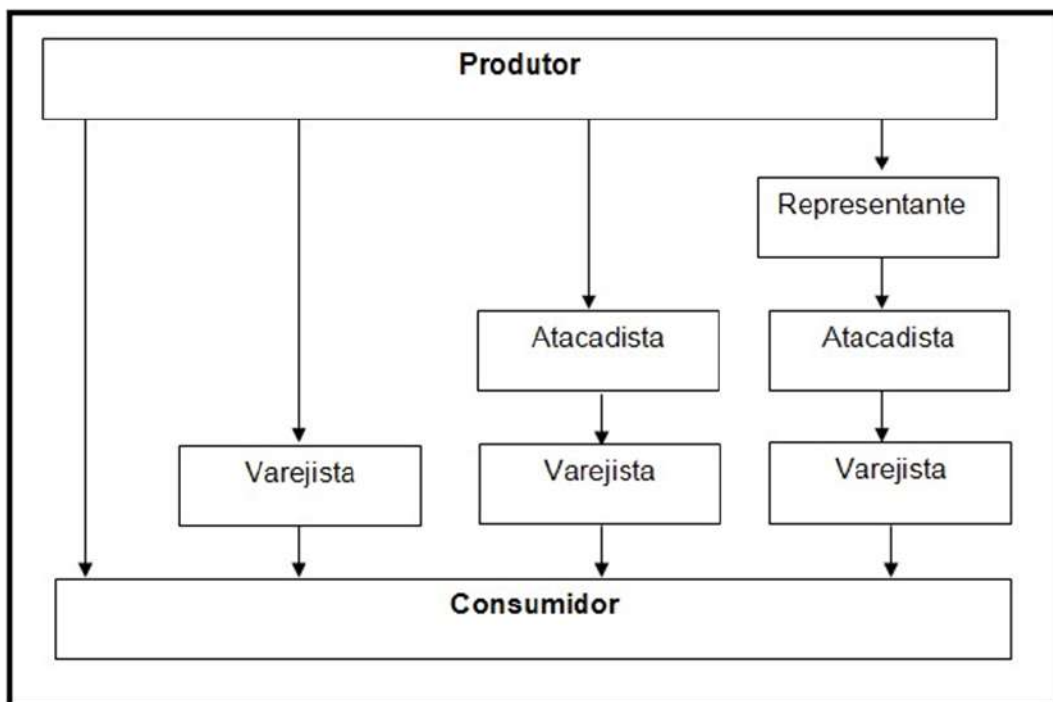 Produtor
Representante
Atacadista
Atacadista
Varejista
Varejista
Varejista
Consumidor